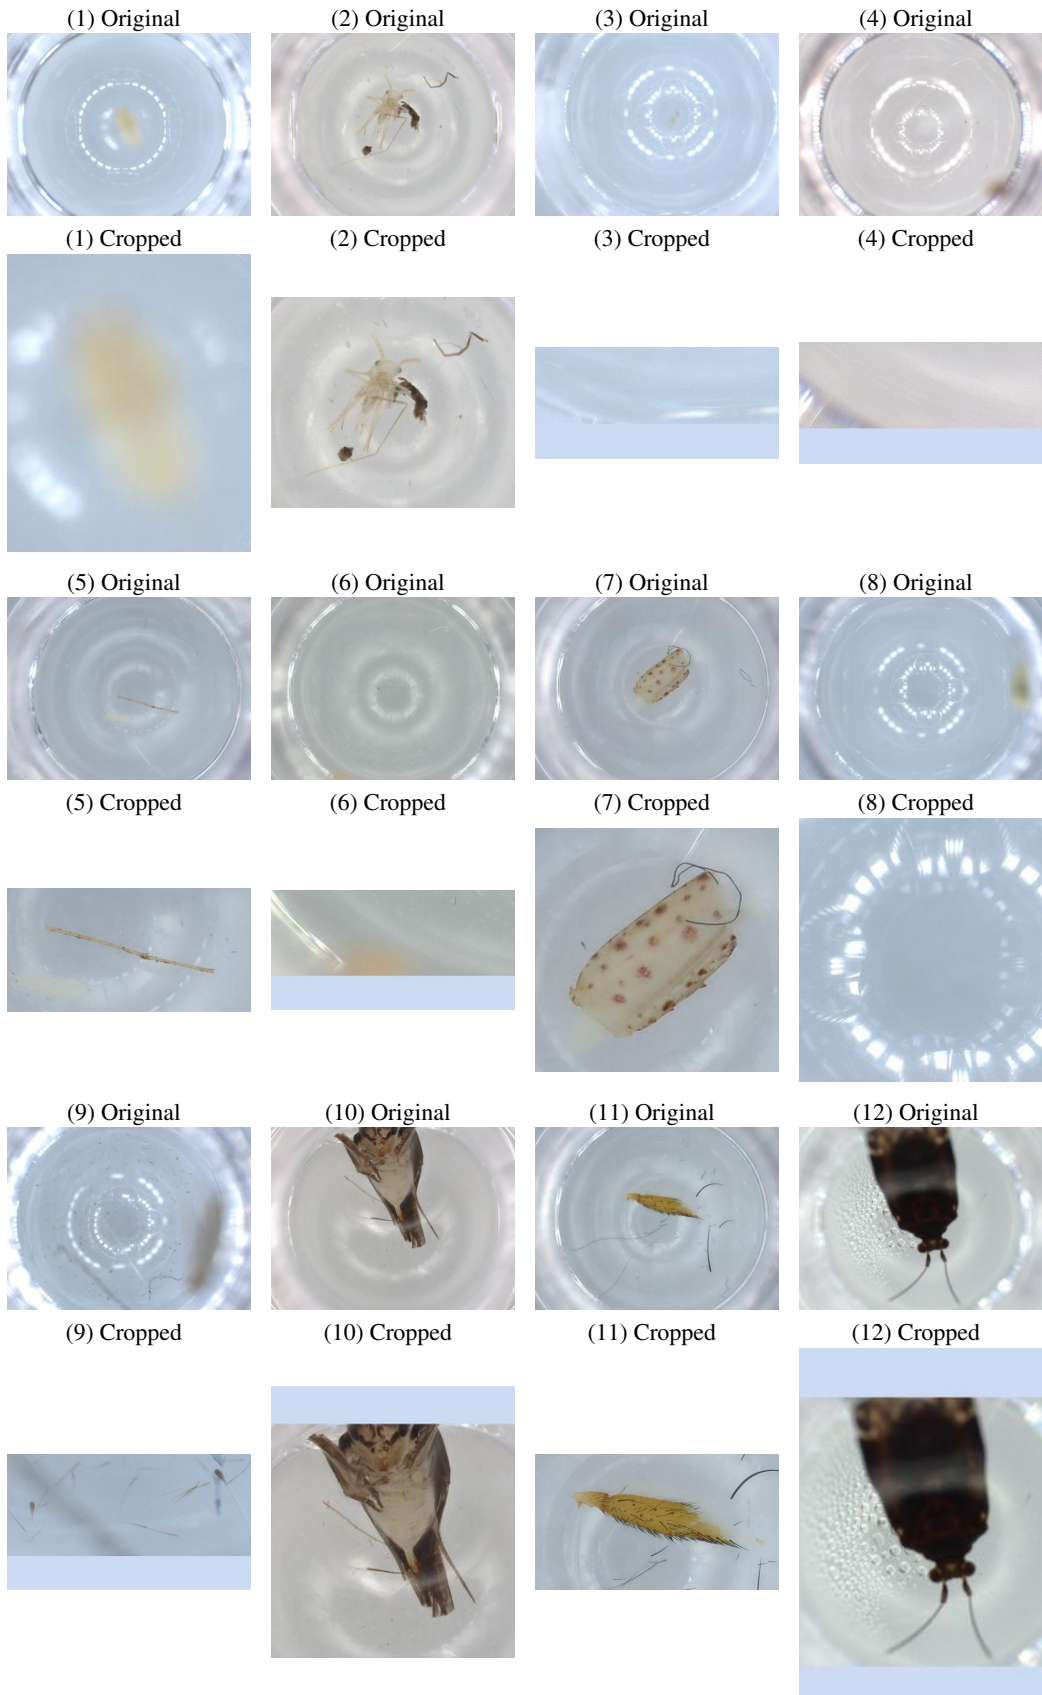 (1) Original
(2) Original
(3) Original
(4) Original
(1) Cropped
(2) Cropped
(3) Cropped
(4) Cropped
(5) Original
(6) Original
(7) Original
(8) Original
(5) Cropped
(6) Cropped
(7) Cropped
(8) Cropped
(9) Original
(10) Original
(11) Original
(12) Original
(9) Cropped
(10) Cropped
(11) Cropped
(12) Cropped